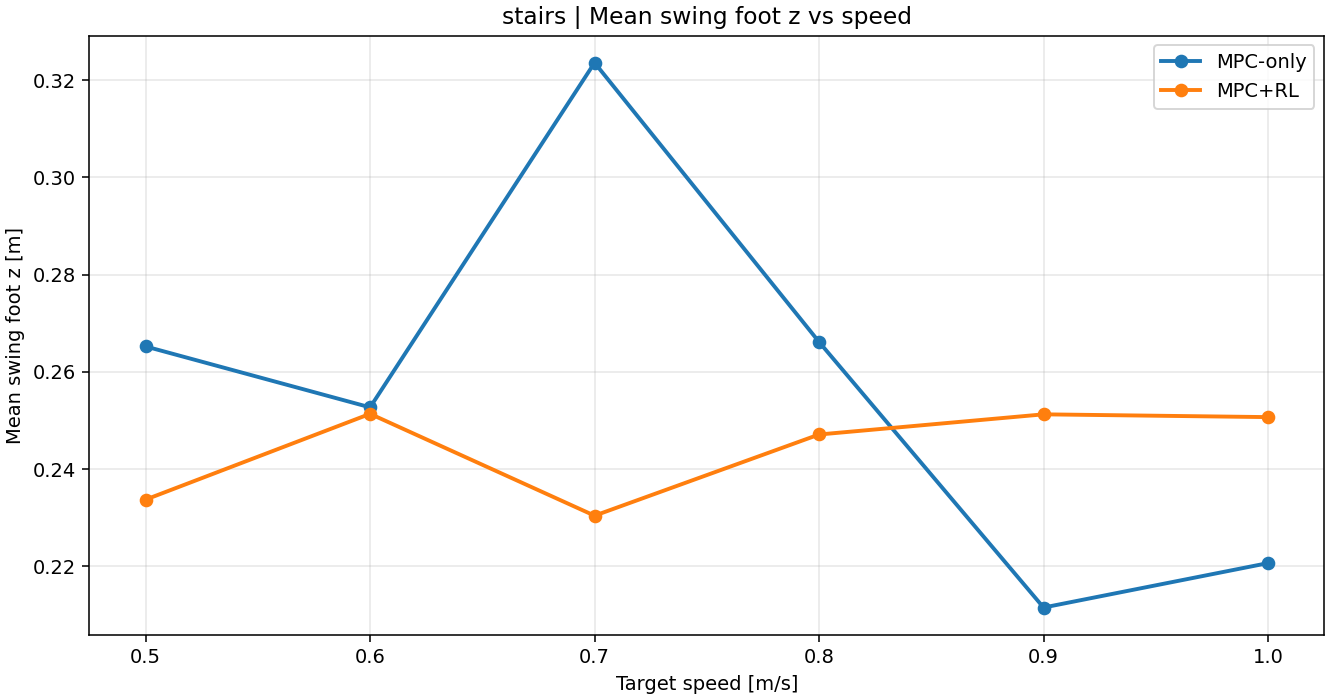 stairs | Mean swing foot z vs speed
MPC-only
MPC+RL
Mean swing foot z [m]
0.32
0.30
0.28
0.26
0.24
0.22
0.5 0.6 0.7 0.8 0.9 1.0
Target speed [m/s]